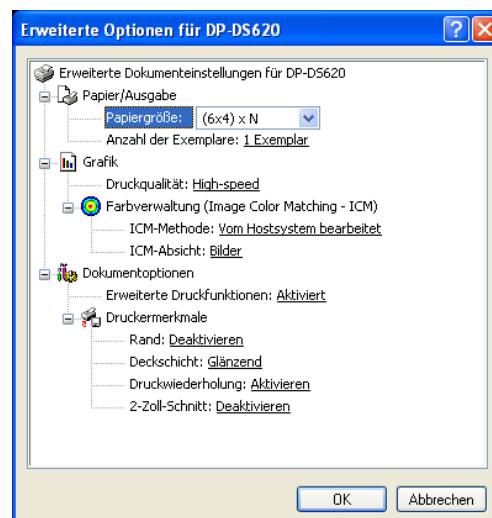 Erweiterte Optionen für DP-DS620
Erweiterte Dokumenteinstellungen für DP-DS620
Papier/Ausgabe
Papiergröße: (6x4) x N
Anzahl der Exemplare: 1 Exemplar
Grafik
Druckqualität: High-speed
Farbverwaltung (Image Color Matching - ICM)
ICM-Methode: Vom Hostsystem bearbeitet
ICM-Absicht: Bilder
Dokumentoptionen
Erweiterte Druckfunktionen: Aktiviert
Druckermerkmale
Rand: Deaktivieren
Deckschicht: Glänzend
Druckwiederholung: Aktivieren
2-Zoll-Schnitt: Deaktivieren
OK Abbrechen